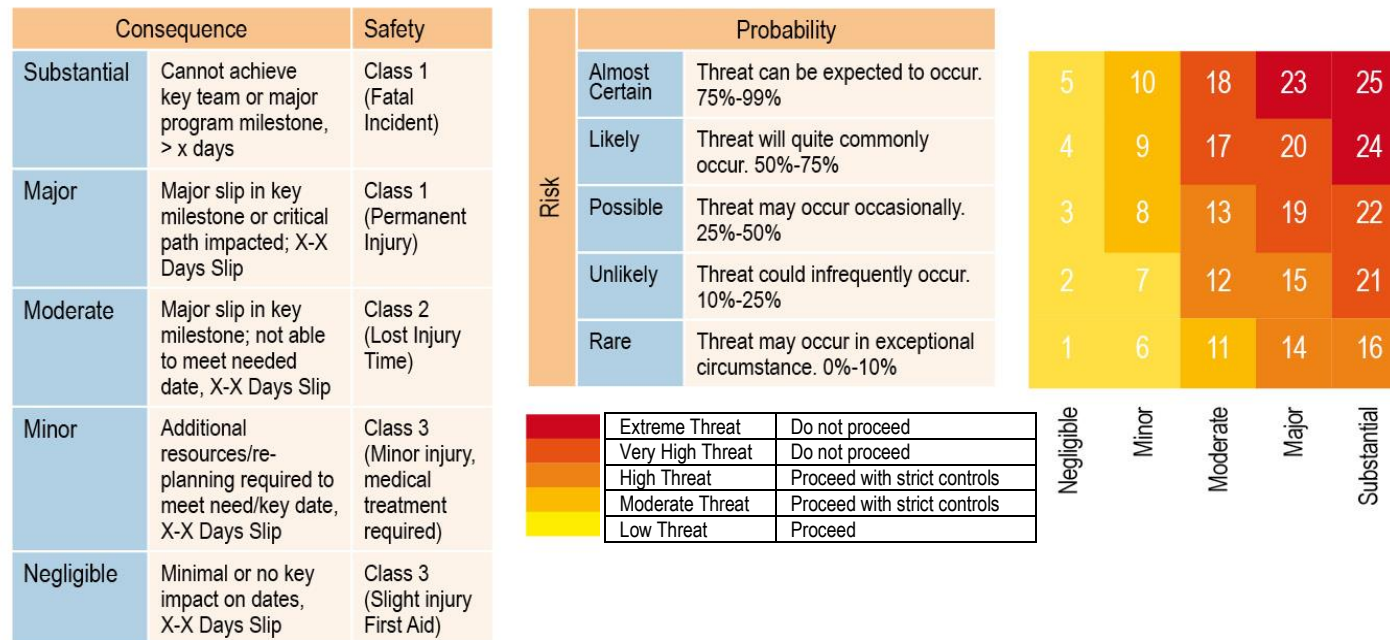 Consequence Safety
Substantial
Cannot achieve
key team or major
program milestone,
> x days
Class 1
(Fatal
Incident)
Major
Major slip in key
milestone or critical
path impacted; X-X
Days Slip
Class 1
(Permanent
Injury)
Moderate
Major slip in key
milestone; not able
to meet needed
date, X-X Days Slip
Class 2
(Lost Injury
Time)
Minor
Additional
resources/re-
planning required to
meet need/key date,
X-X Days Slip
Class 3
(Minor injury,
medical
treatment
required)
Negligible
Minimal or no key
impact on dates,
X-X Days Slip
Class 3
(Slight injury
First Aid)
Risk
Probability
Almost
Certain
Threat can be expected to occur.
75%-99%
Likely
Threat will quite commonly
occur. 50%-75%
Possible
Threat may occur occasionally.
25%-50%
Unlikely
Threat could infrequently occur.
10%-25%
Rare
Threat may occur in exceptional
circumstance. 0%-10%
Extreme Threat Do not proceed
Very High Threat Do not proceed
High Threat Proceed with strict controls
Moderate Threat Proceed with strict controls
Low Threat Proceed
5 10 18 23 25
4 9 17 20 24
3 8 13 19 22
2 7 12 15 21
1 6 11 14 16
Negligible
Minor
Moderate
Major
Substantial